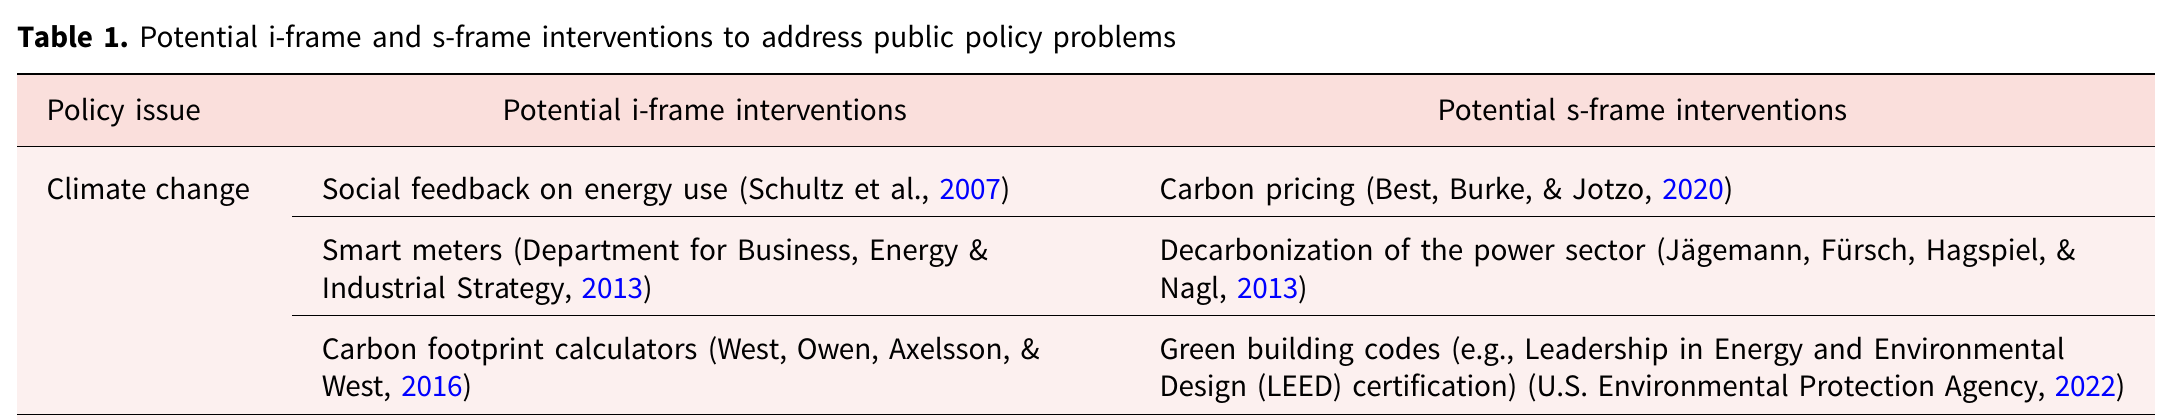 Table 1. Potential i-frame and s-frame interventions to address public policy problems
Policy issue Potential i-frame interventions Potential s-frame interventions
Climate change Social feedback on energy use (Schultz et al., 2007) Carbon pricing (Best, Burke, & Jotzo, 2020)
Smart meters (Department for Business, Energy &
Industrial Strategy, 2013)
Decarbonization of the power sector (Jägemann, Fürsch, Hagspiel, &
Nagl, 2013)
Carbon footprint calculators (West, Owen, Axelsson, &
West, 2016)
Green building codes (e.g., Leadership in Energy and Environmental
Design (LEED) certification) (U.S. Environmental Protection Agency, 2022)